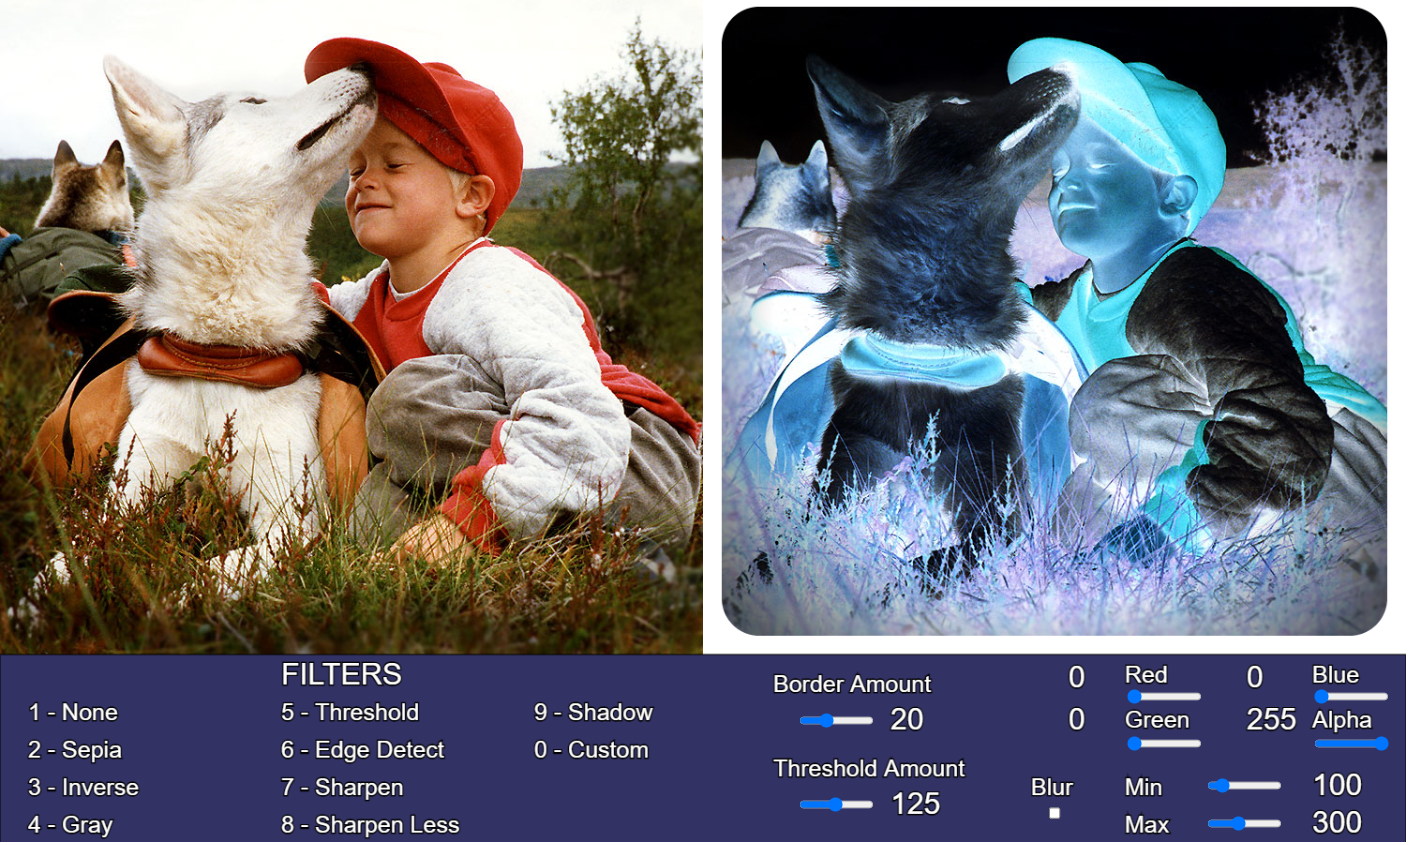 FILTERS
1 - None
2 - Sepia
3 - Inverse
4 - Gray
5 - Threshold
6 - Edge Detect
7 - Sharpen
8 - Sharpen Less
9 - Shadow
0 - Custom
Border Amount
20
Threshold Amount
125
0 Red
0 Green
0 Blue
255 Alpha
Blur
Min 100
Max 300